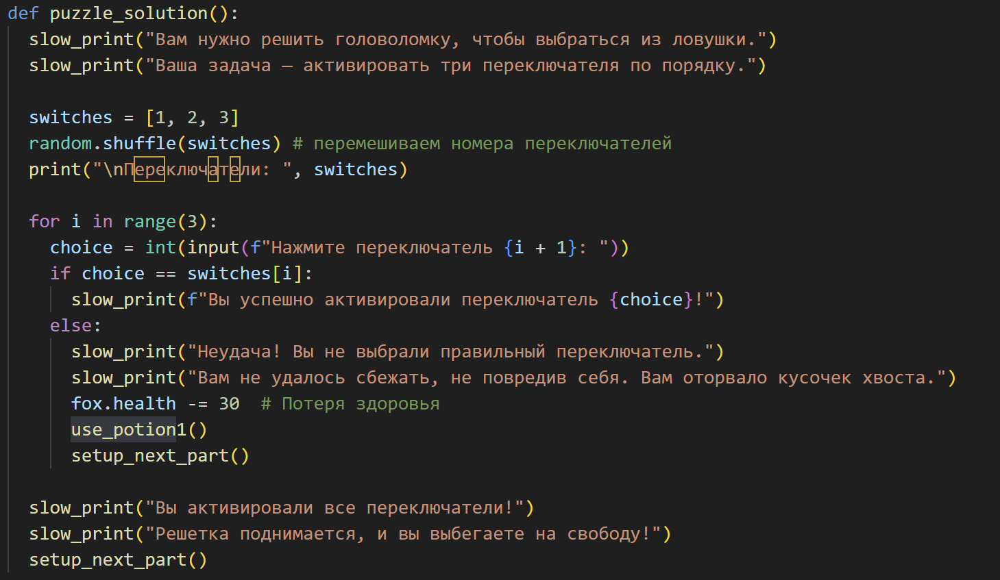 def puzzle_solution():
  slow_print("Вам нужно решить головоломку, чтобы выбраться из ловушки.")
  slow_print("Ваша задача — активировать три переключателя по порядку.")
  switches = [1, 2, 3]
  random.shuffle(switches) # перемешиваем номера переключателей
  print("\nПереключатели: ", switches)
  for i in range(3):
    choice = int(input(f"Нажмите переключатель {i + 1}: "))
    if choice == switches[i]:
      slow_print(f"Вы успешно активировали переключатель {choice}!")
    else:
      slow_print("Неудача! Вы не выбрали правильный переключатель.")
      slow_print("Вам не удалось сбежать, не повредив себя. Вам оторвало кусочек хвоста.")
      fox.health -= 30  # Потеря здоровья
      use_potion1()
      setup_next_part()
  slow_print("Вы активировали все переключатели!")
  slow_print("Решетка поднимается, и вы выбегаете на свободу!")
  setup_next_part()